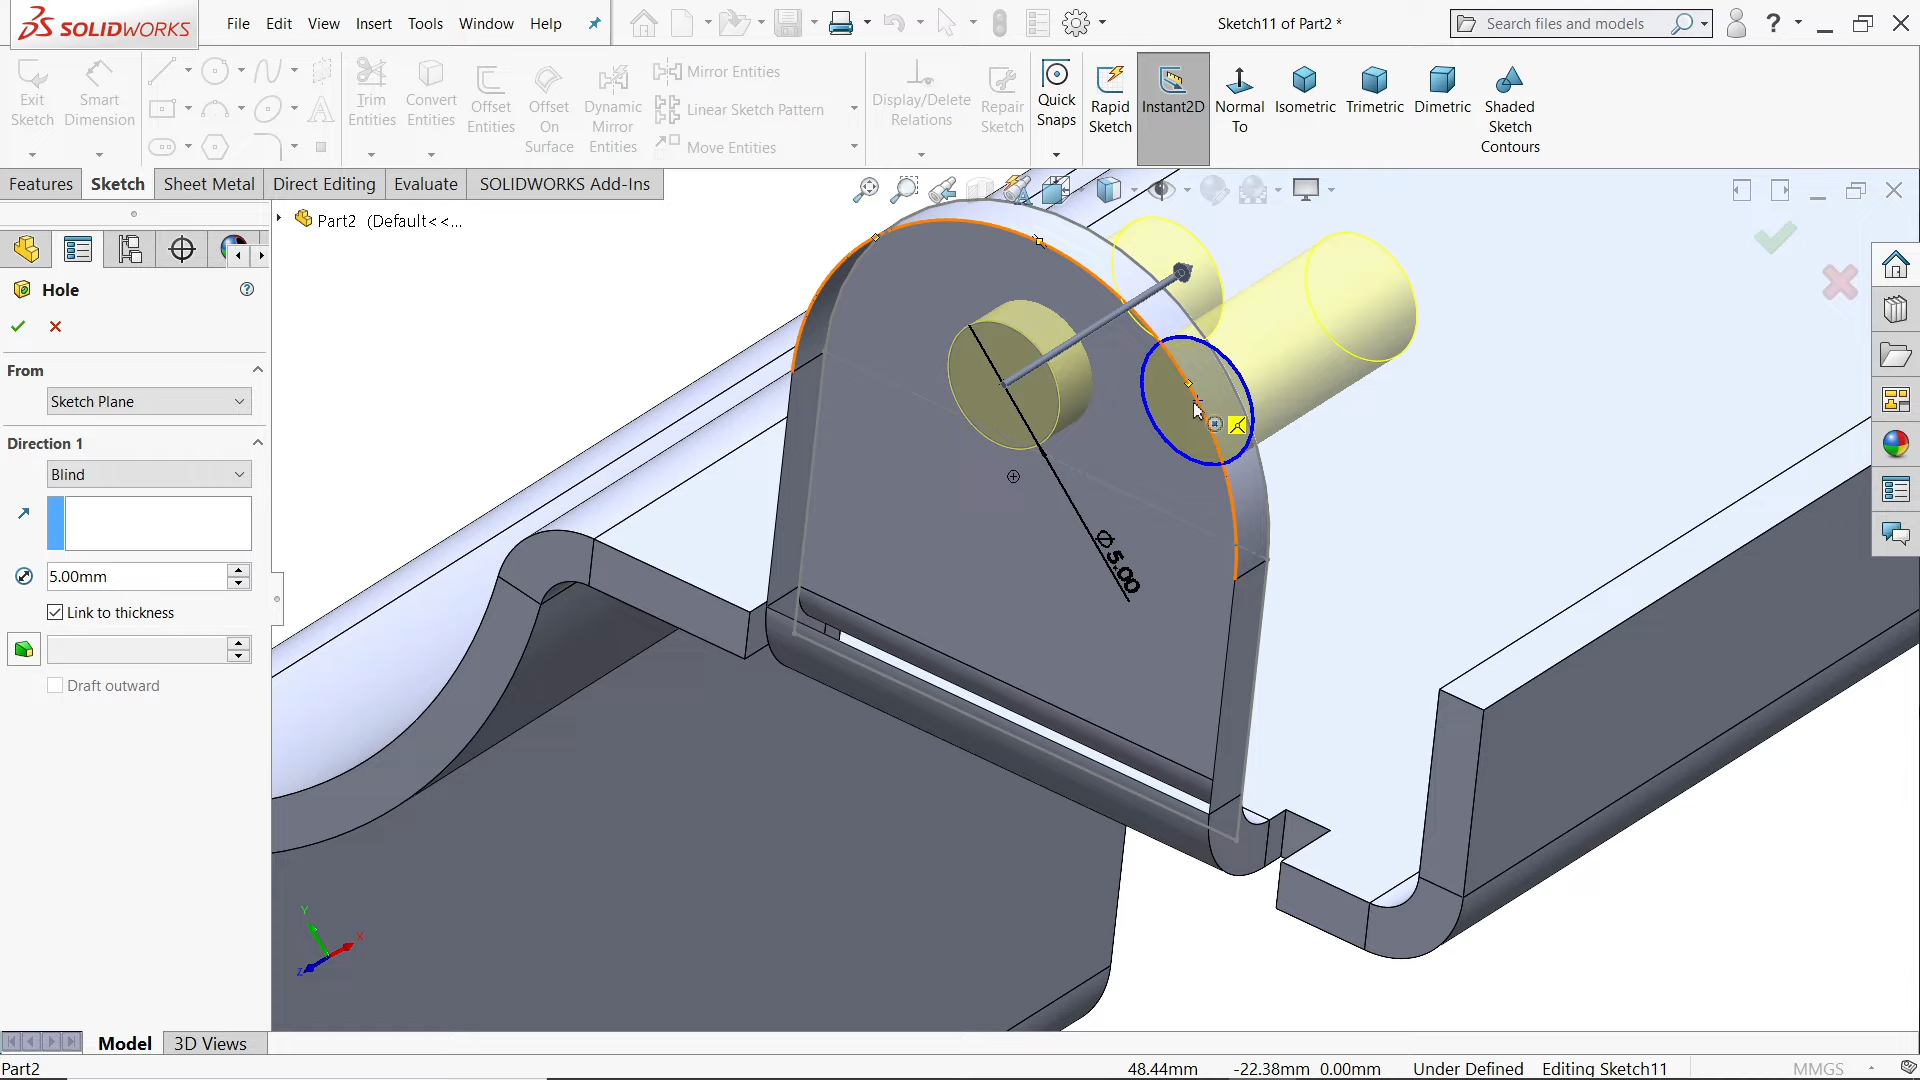 SOLIDWORKS
File Edit View Insert Tools Window Help
Sketch11 of Part2 *
Search files and models
?
Exit Sketch
Smart Dimension
Trim Entities
Convert Entities
Offset Entities
Offset On Surface
Dynamic Mirror Entities
Mirror Entities
Linear Sketch Pattern
Move Entities
Display/Delete Relations
Repair Sketch
Quick Snaps
Rapid Sketch
Instant2D
Normal To
Isometric
Trimetric
Dimetric
Shaded Sketch Contours
Features Sketch Sheet Metal Direct Editing Evaluate SOLIDWORKS Add-Ins
Part2 (Default<<...
Hole
?
From
Sketch Plane
Direction 1
Blind
5.00mm
Link to thickness
Draft outward
∅5.00
Y
X
Z
Model 3D Views
Part2
48.44mm -22.38mm 0.00mm Under Defined Editing Sketch11 MMGS